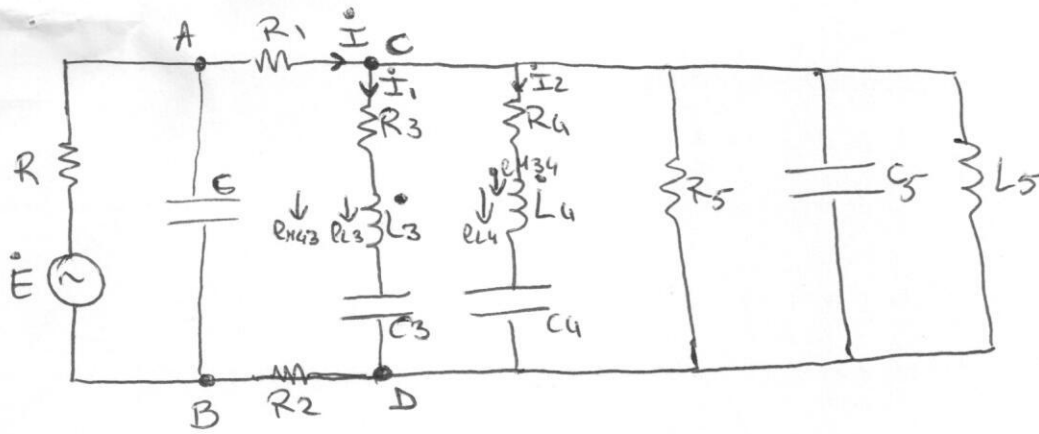 A R1 İ C
İ1 İ2
R3 R4
R eM34
C R5 C5 L5
eM43 eL3 L3 eL4 L4
Ė ~
C3 C4
B R2 D